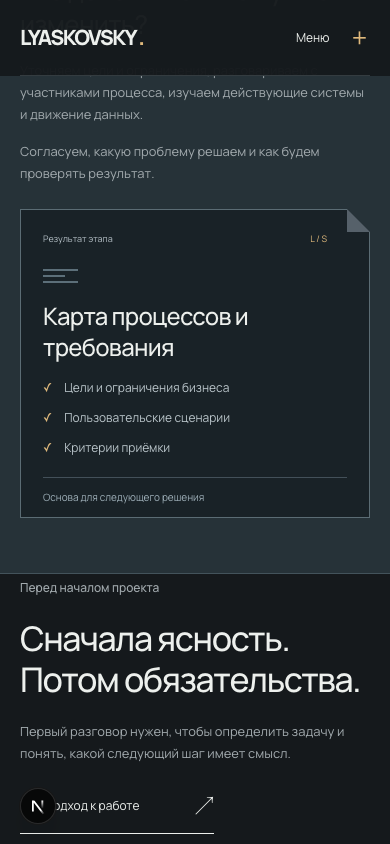 изменить?
LYASKOVSKY.
Меню
участниками процесса, изучаем действующие системы
и движение данных.
Согласуем, какую проблему решаем и как будем
проверять результат.
Результат этапа
L / S
Карта процессов и
требования
✓ Цели и ограничения бизнеса
✓ Пользовательские сценарии
✓ Критерии приёмки
Основа для следующего решения
Перед началом проекта
Сначала ясность.
Потом обязательства.
Первый разговор нужен, чтобы определить задачу и
понять, какой следующий шаг имеет смысл.
N
одход к работе